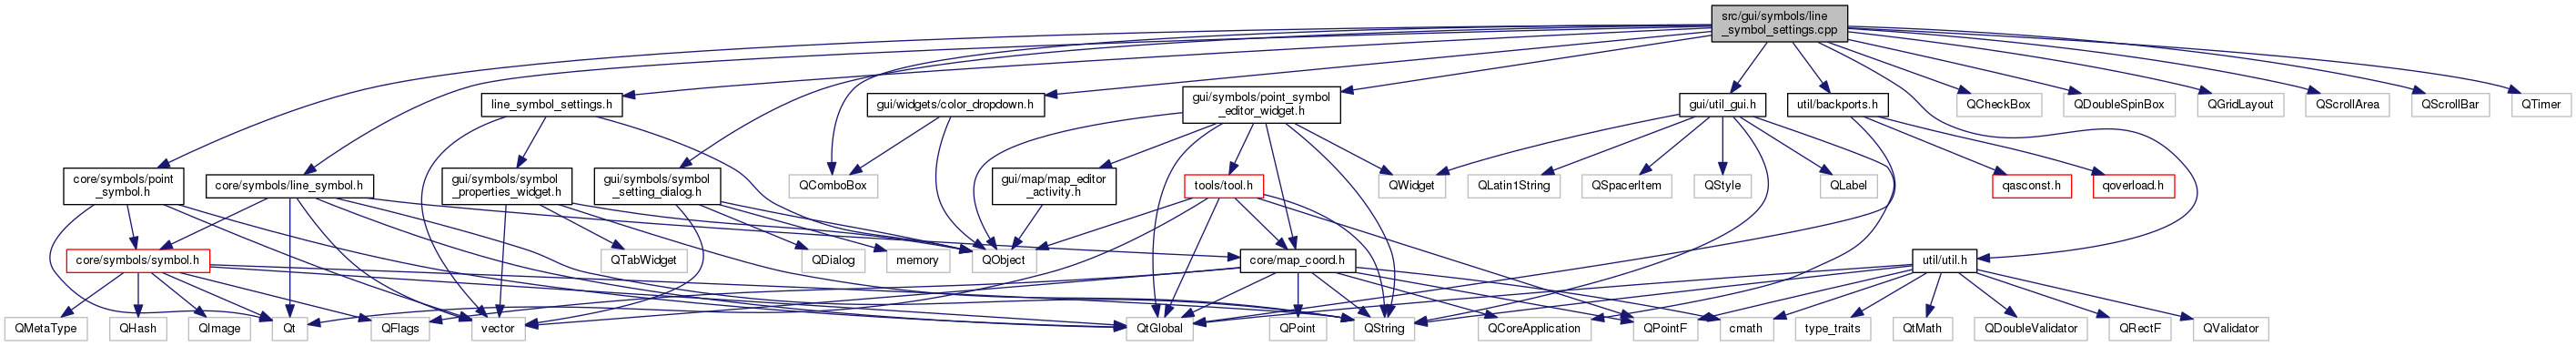 src/gui/symbols/line
_symbol_settings.cpp
line_symbol_settings.h
gui/widgets/color_dropdown.h
gui/symbols/point_symbol
_editor_widget.h
gui/util_gui.h
util/backports.h
QCheckBox
QDoubleSpinBox
QGridLayout
QScrollArea
QScrollBar
QTimer
core/symbols/point
_symbol.h
core/symbols/line_symbol.h
gui/symbols/symbol
_properties_widget.h
gui/symbols/symbol
_setting_dialog.h
QComboBox
gui/map/map_editor
_activity.h
tools/tool.h
QWidget
QLatin1String
QSpacerItem
QStyle
QLabel
qasconst.h
qoverload.h
core/symbols/symbol.h
QTabWidget
QDialog
memory
QObject
core/map_coord.h
util/util.h
QMetaType
QHash
QImage
Qt
QFlags
vector
QtGlobal
QPoint
QString
QCoreApplication
QPointF
cmath
type_traits
QtMath
QDoubleValidator
QRectF
QValidator